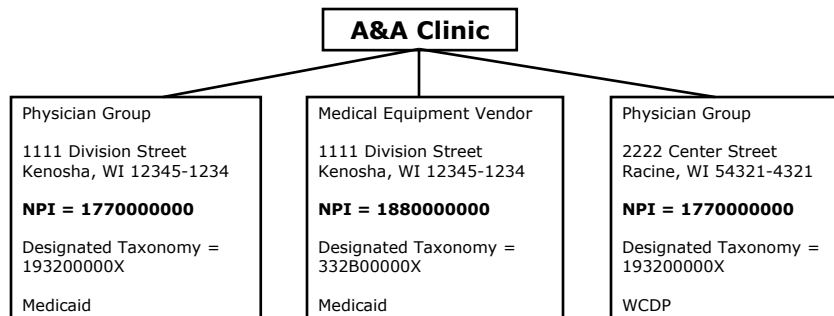 A&A Clinic
Physician Group
1111 Division Street
Kenosha, WI 12345-1234
NPI = 1770000000
Designated Taxonomy =
193200000X
Medicaid
Medical Equipment Vendor
1111 Division Street
Kenosha, WI 12345-1234
NPI = 1880000000
Designated Taxonomy =
332B00000X
Medicaid
Physician Group
2222 Center Street
Racine, WI 54321-4321
NPI = 1770000000
Designated Taxonomy =
193200000X
WCDP